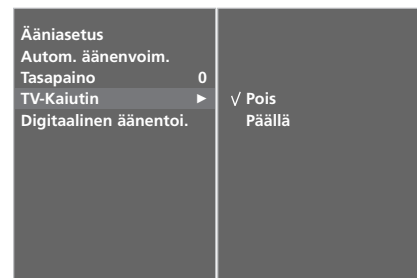 Ääniasetus
Autom. äänenvoim.
Tasapaino 0
TV-Kaiutin ►
Digitaalinen äänentoi.
√ Pois
Päällä